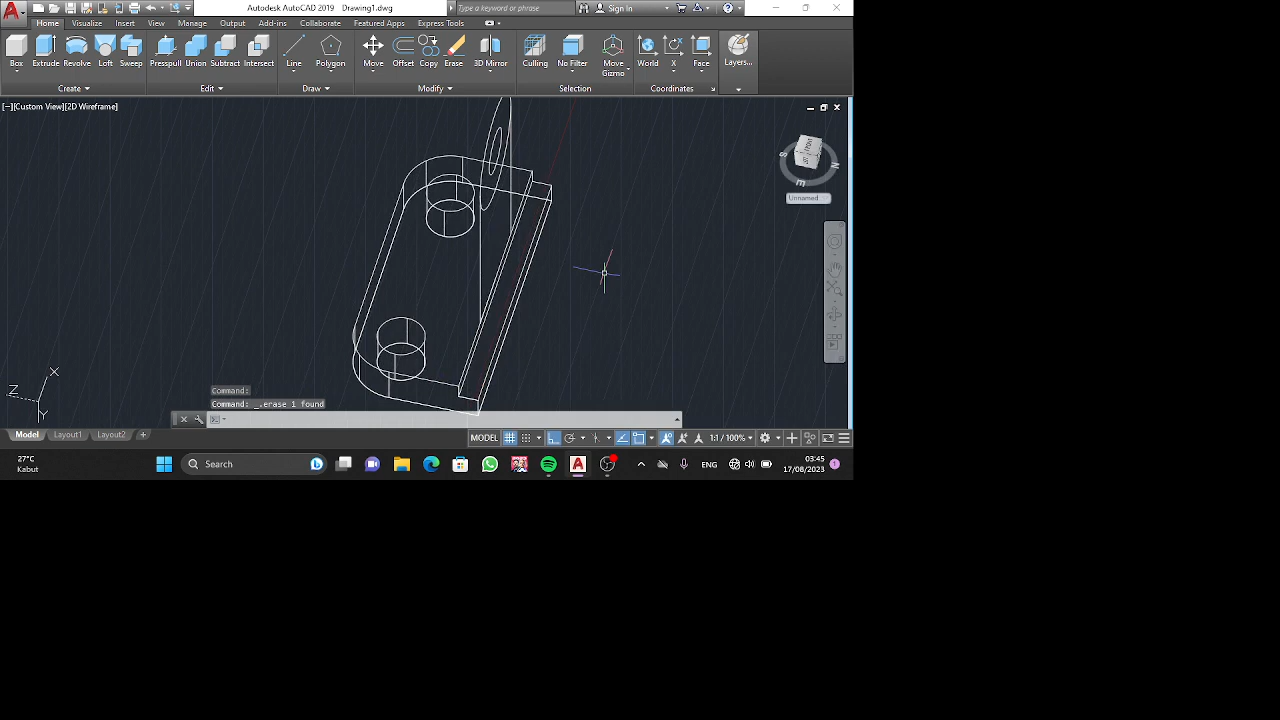 Autodesk AutoCAD 2019 Drawing1.dwg
Type a keyword or phrase
Sign In
Home Visualize Insert View Manage Output Collaborate Featured Apps Express Tools
Box Extrude Revolve Loft Sweep Presspull Union Subtract Intersect Line Polygon Move Offset Copy Erase 3D Mirror Culling No Filter Move Gizmo World X Face Layers...
Create Edit Draw Modify Selection Coordinates
[−][Custom View][2D Wireframe]
S N E
Unnamed
X
Z
Y
Command:
Command: _.erase 1 found
Model Layout1 Layout2 +
MODEL 1:1 / 100%
27°C
Kabut
Search
ENG
03:45
17/08/2023
1